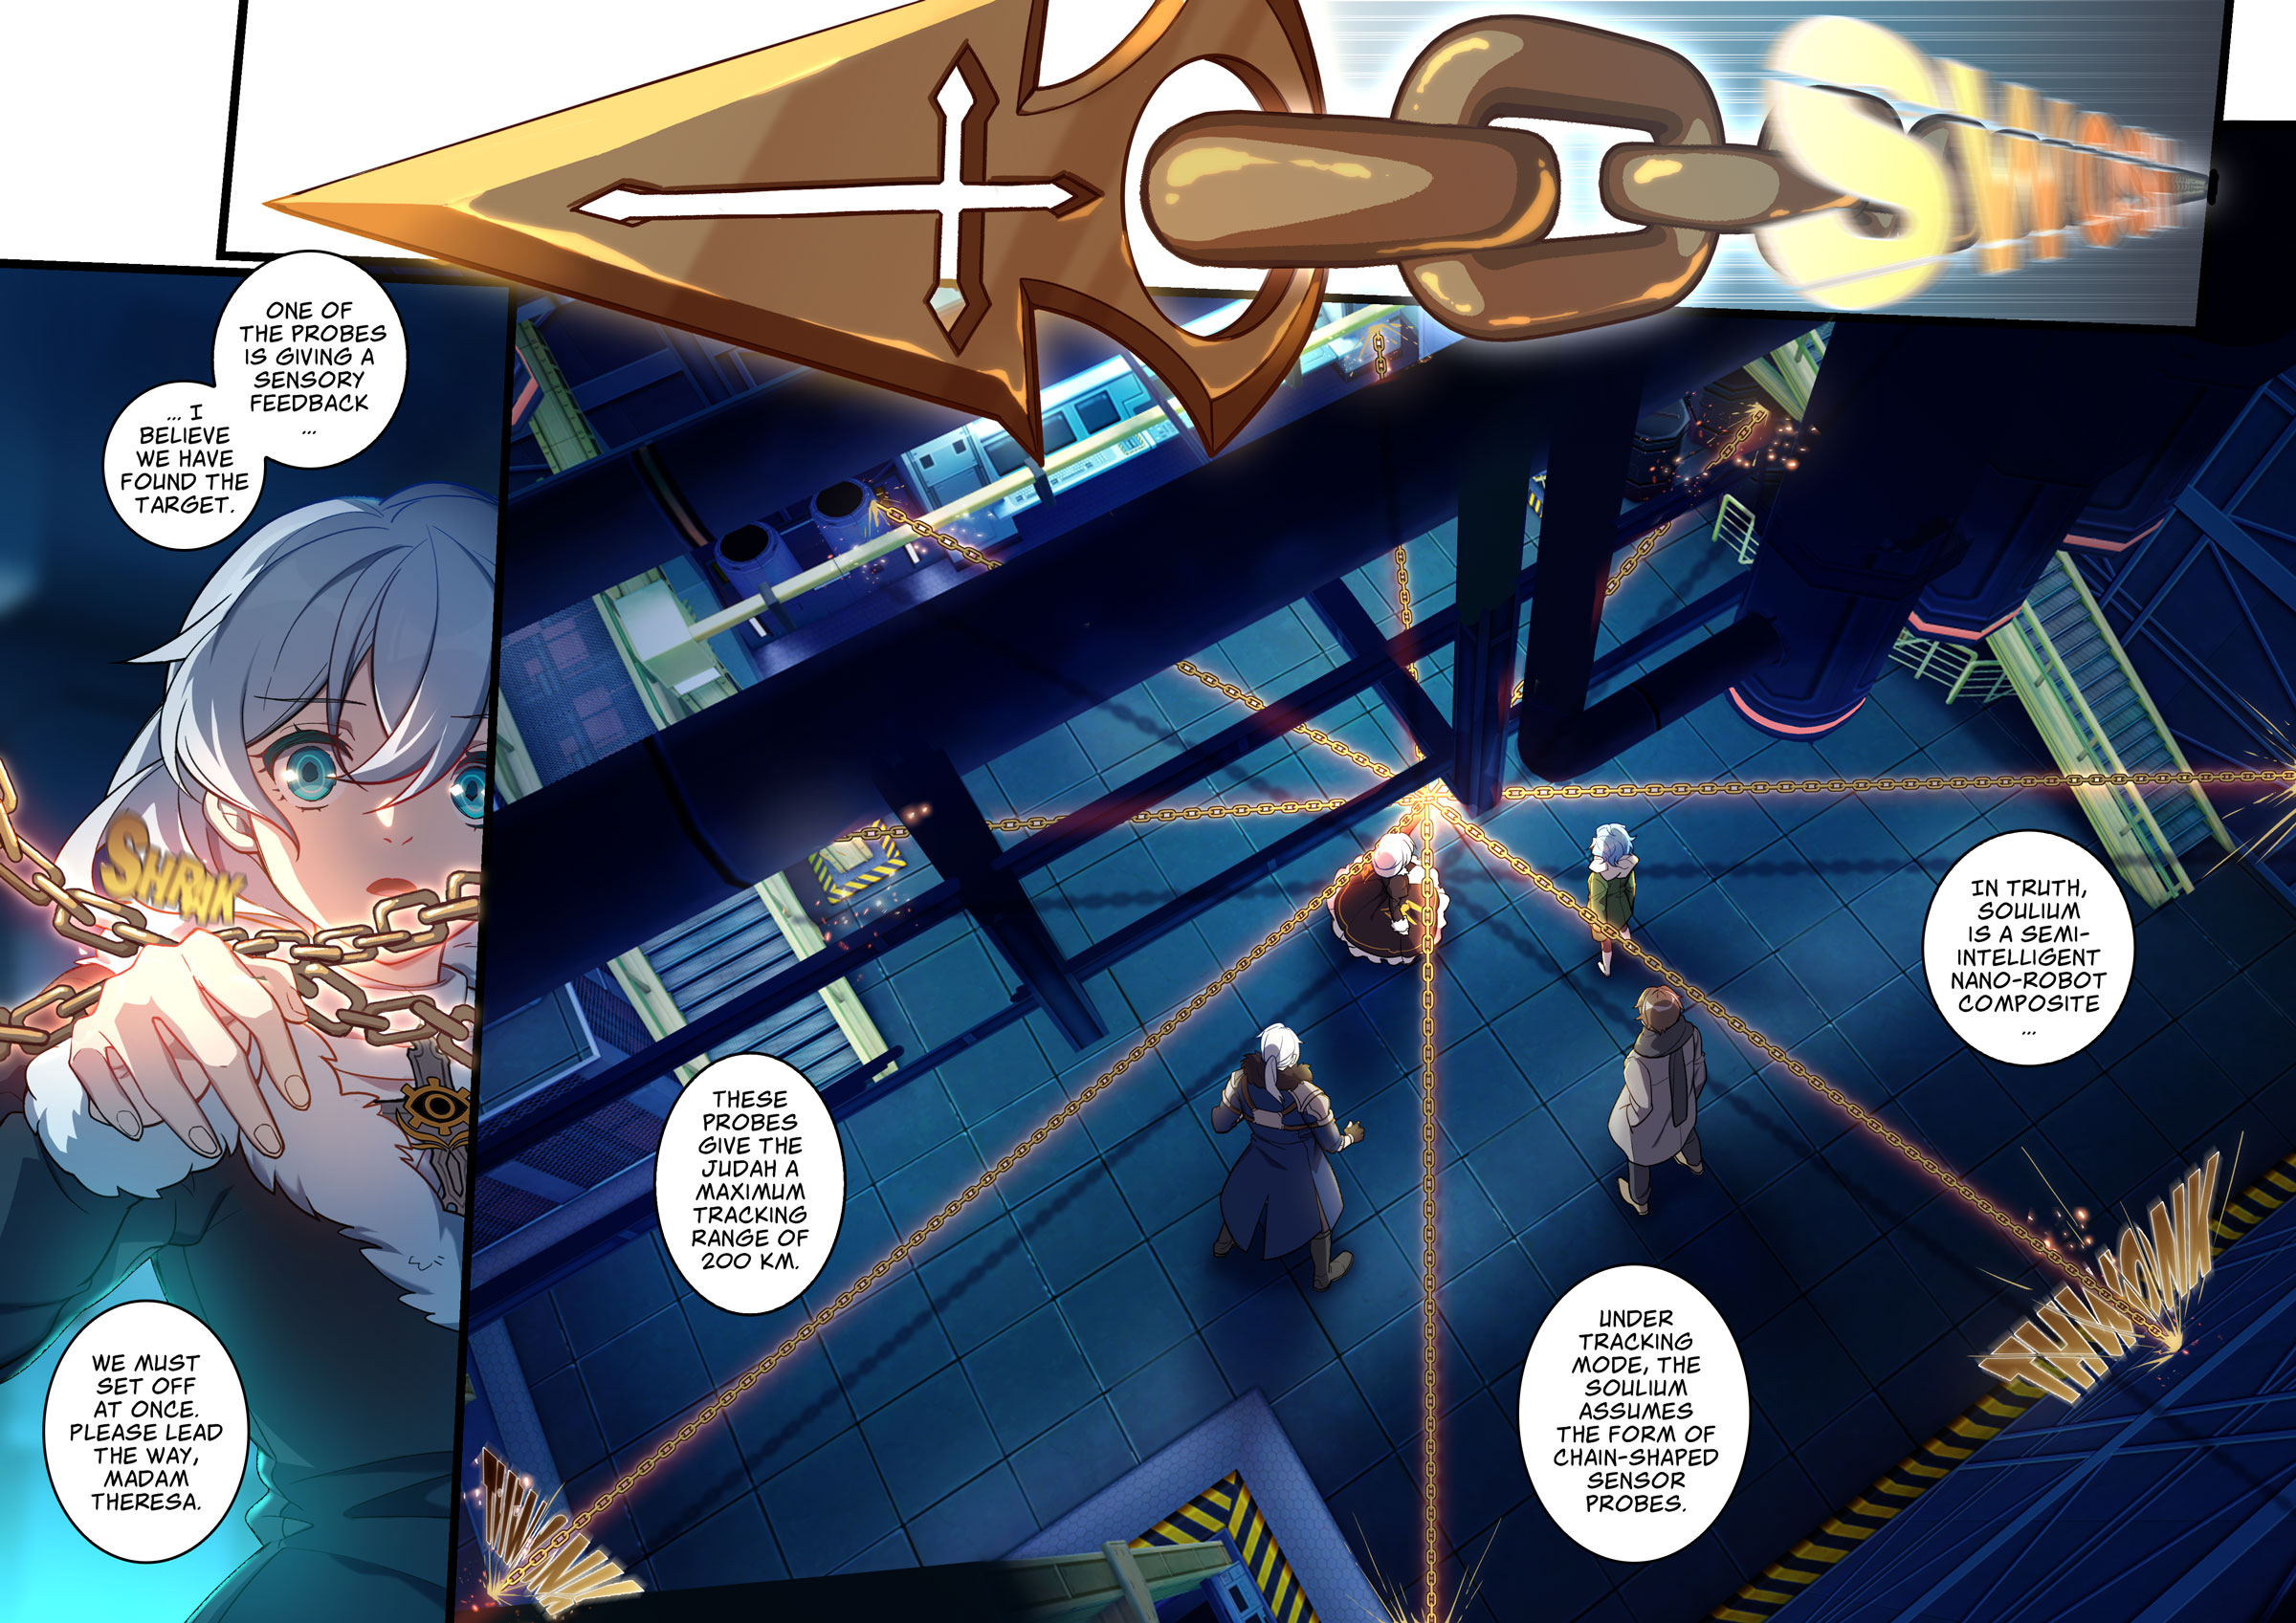 IN TRUTH,
SOULIUM
IS A SEMI-
INTELLIGENT
NANO-ROBOT
COMPOSITE
...
THWONK
UNDER
TRACKING
MODE, THE
SOULIUM
ASSUMES
THE FORM OF
CHAIN-SHAPED
SENSOR
PROBES.
THESE
PROBES
GIVE THE
JUDAH A
MAXIMUM
TRACKING
RANGE OF
200 KM.
THWONK
ONE OF
THE PROBES
IS GIVING A
SENSORY
FEEDBACK
...
... I
BELIEVE
WE HAVE
FOUND THE
TARGET.
SHRINK
WE MUST
SET OFF
AT ONCE.
PLEASE LEAD
THE WAY,
MADAM
THERESA.